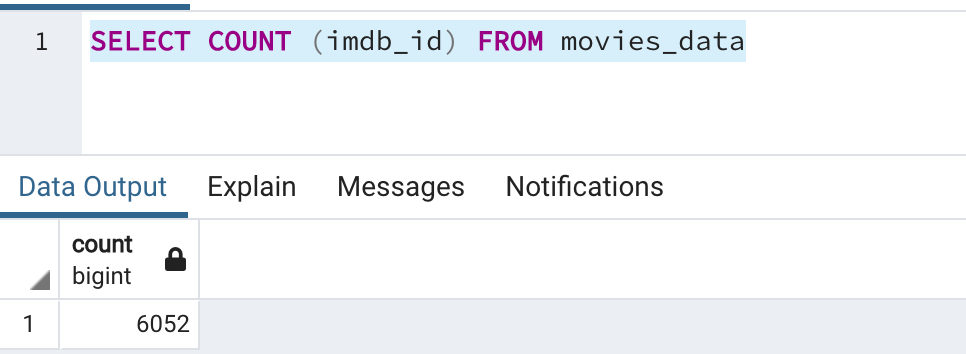 1 SELECT COUNT (imdb_id) FROM movies_data
Data Output Explain Messages Notifications
count
bigint
1 6052